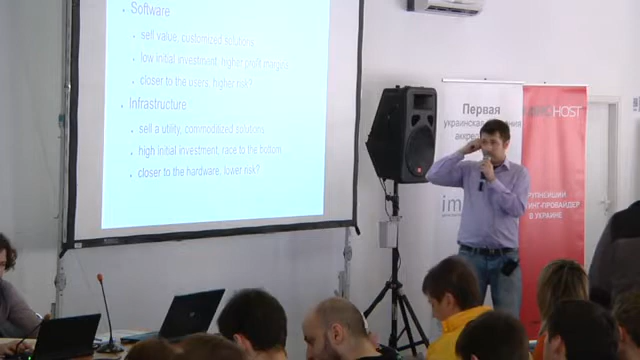 Software
sell value, customized solutions
low initial investment, higher profit margins
closer to the users, higher risk?
Infrastructure
sell a utility, commoditized solutions
high initial investment, race to the bottom
closer to the hardware, lower risk?
Первая
украинская
im
HOST
В УКРАИНЕ